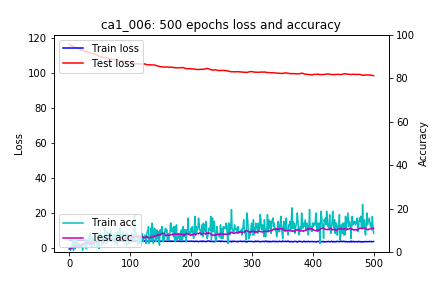 ca1_006: 500 epochs loss and accuracy
120
100
80
60
40
20
0
Loss
Train loss
Test loss
Train acc
Test acc
100
80
60
40
20
0
Accuracy
0
100
200
300
400
500